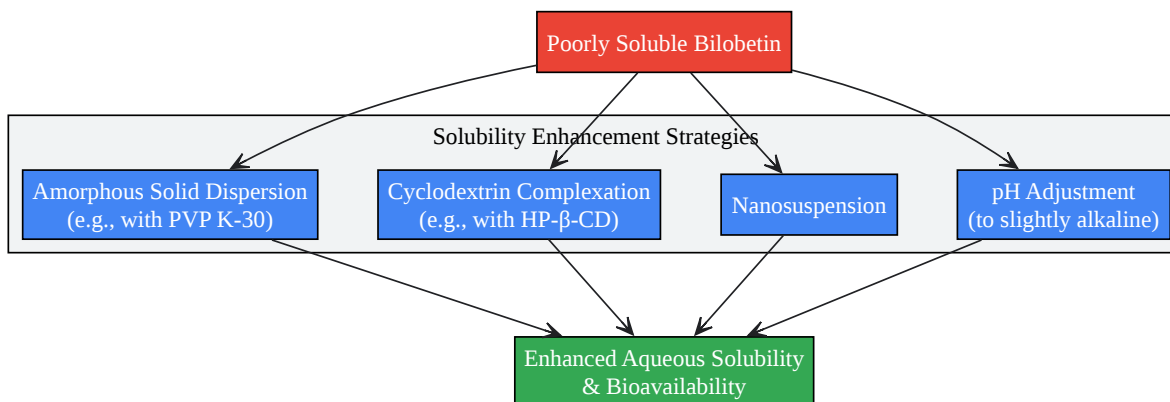 Poorly Soluble Bilobetin
Solubility Enhancement Strategies
Amorphous Solid Dispersion
(e.g., with PVP K-30)
Cyclodextrin Complexation
(e.g., with HP-β-CD)
Nanosuspension
pH Adjustment
(to slightly alkaline)
Enhanced Aqueous Solubility
& Bioavailability